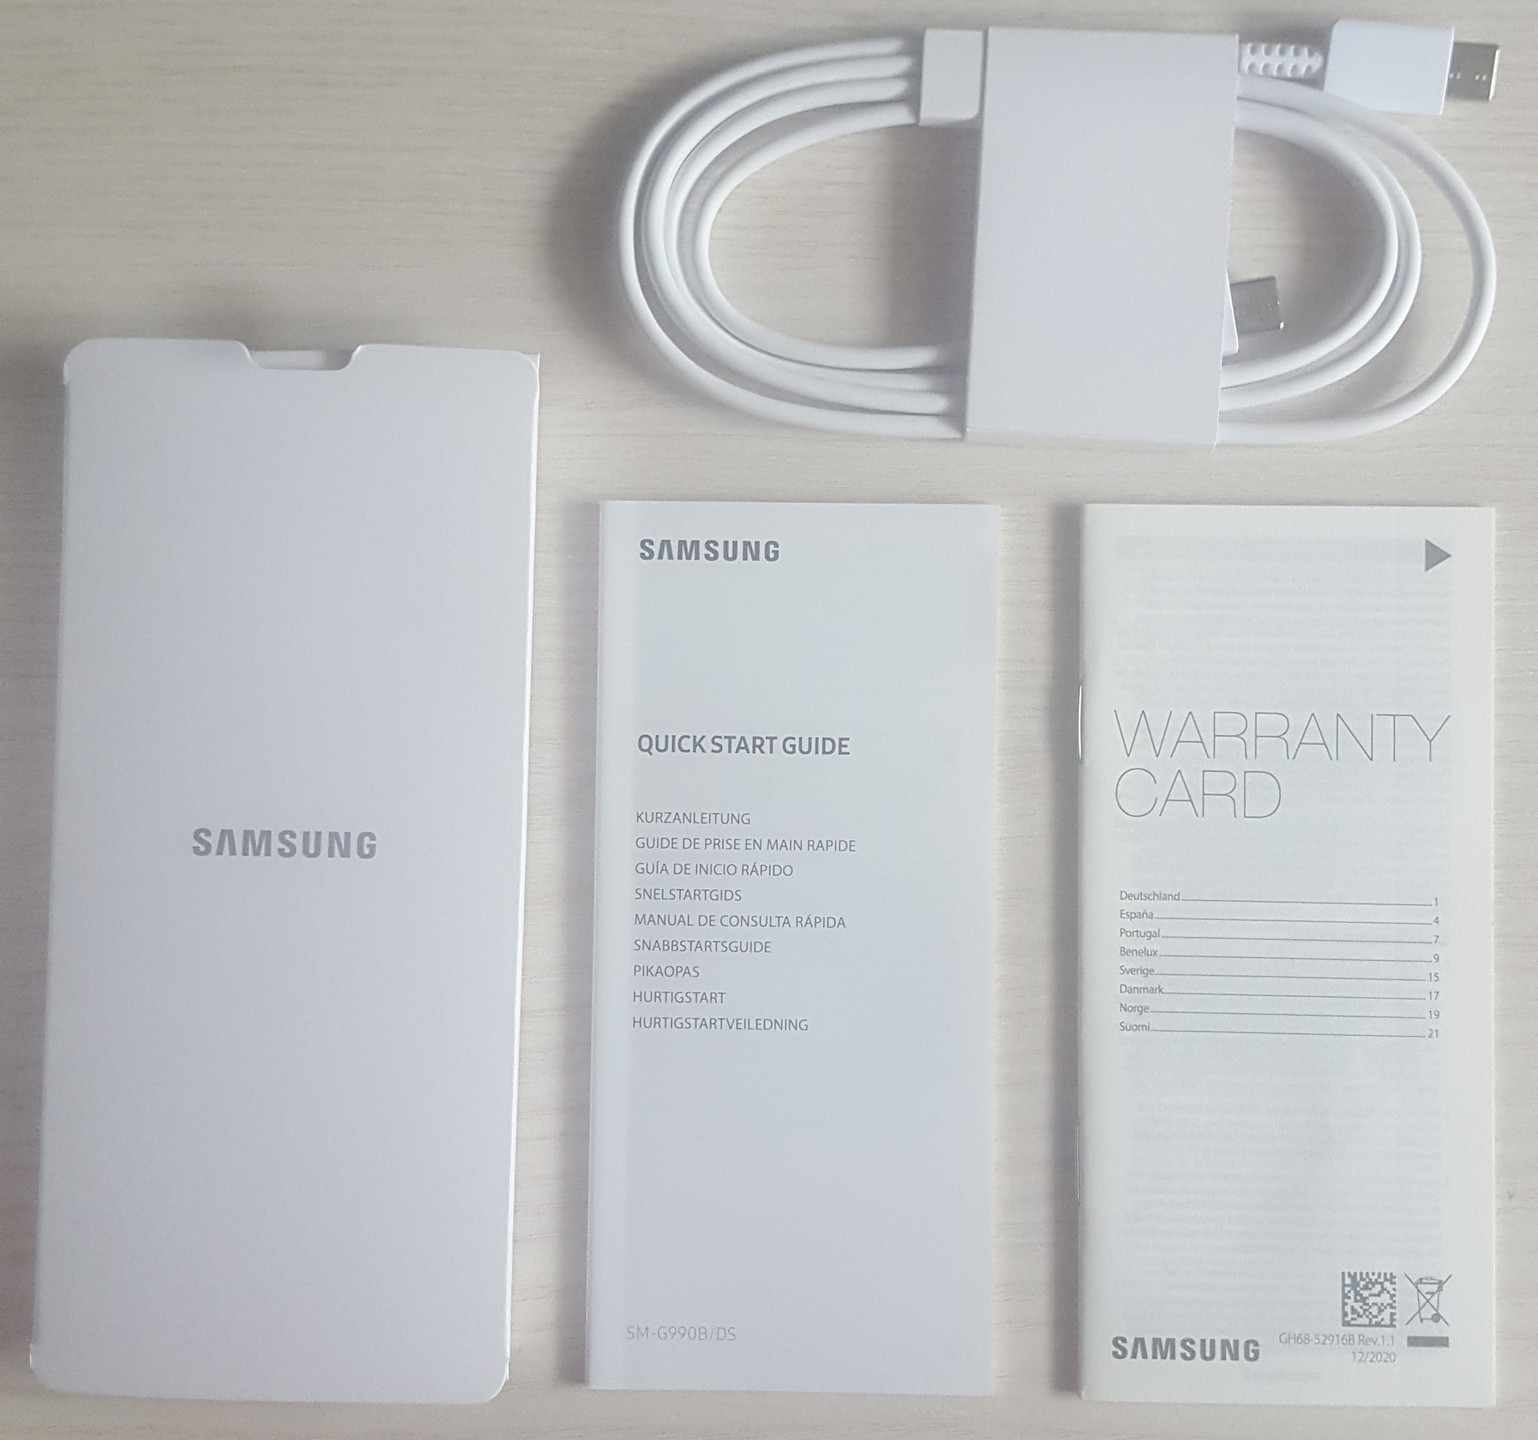 SAMSUNG
SAMSUNG
QUICK START GUIDE
KURZANLEITUNG
GUIDE DE PRISE EN MAIN RAPIDE
GUÍA DE INICIO RÁPIDO
SNELSTARTGIDS
MANUAL DE CONSULTA RÁPIDA
SNABBSTARTSGUIDE
PIKAOPAS
HURTIGSTART
HURTIGSTARTVEILEDNING
SM-G990B/DS
WARRANTY
CARD
Deutschland 1
España 4
Portugal 7
Benelux 9
Sverige 15
Danmark 17
Norge 19
Suomi 21
SAMSUNG
GH68-52916B Rev.1.1
12/2020